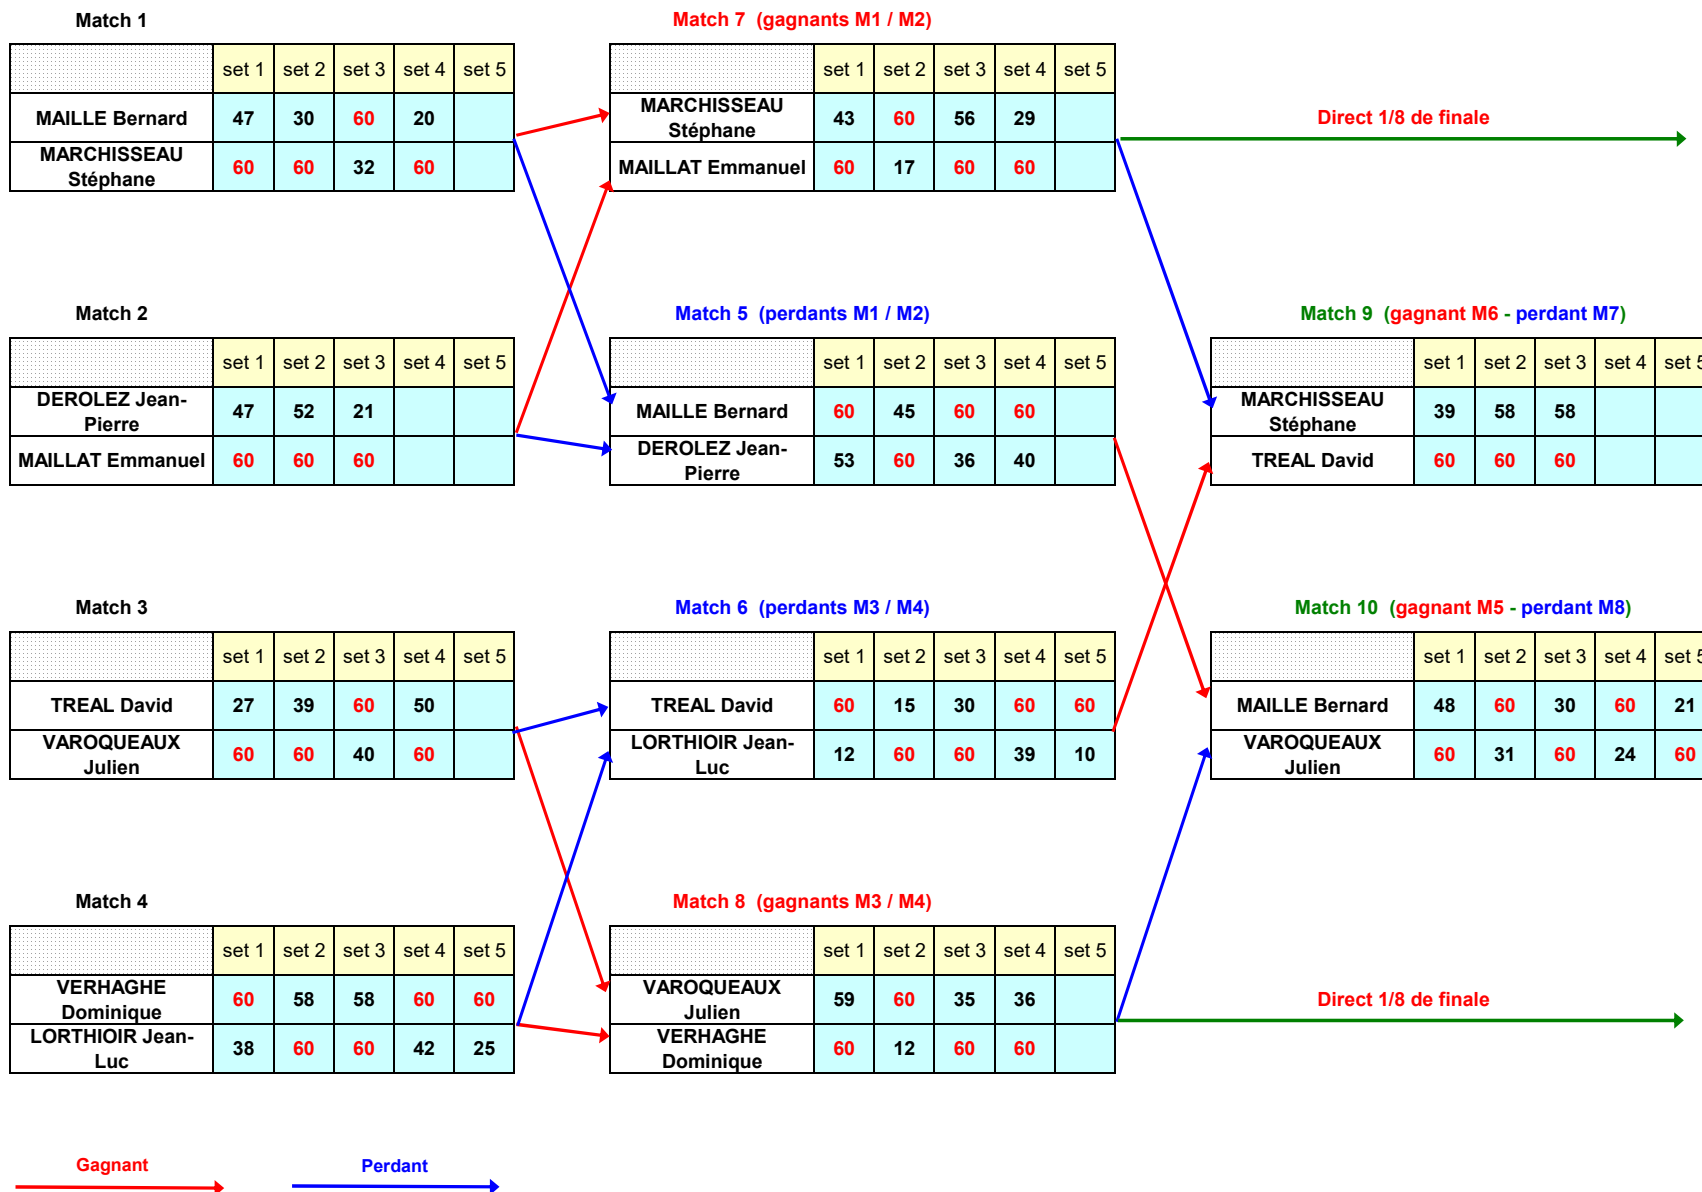 Match 1
set 1 set 2 set 3 set 4 set 5
MAILLE Bernard 47 30 60 20
MARCHISSEAU
Stéphane 60 60 32 60
Match 7 (gagnants M1 / M2)
set 1 set 2 set 3 set 4 set 5
MARCHISSEAU
Stéphane 43 60 56 29
MAILLAT Emmanuel 60 17 60 60
Direct 1/8 de finale
Match 2
set 1 set 2 set 3 set 4 set 5
DEROLEZ Jean-
Pierre 47 52 21
MAILLAT Emmanuel 60 60 60
Match 5 (perdants M1 / M2)
set 1 set 2 set 3 set 4 set 5
MAILLE Bernard 60 45 60 60
DEROLEZ Jean-
Pierre 53 60 36 40
Match 9 (gagnant M6 - perdant M7)
set 1 set 2 set 3 set 4 set 5
MARCHISSEAU
Stéphane 39 58 58
TREAL David 60 60 60
Match 3
set 1 set 2 set 3 set 4 set 5
TREAL David 27 39 60 50
VAROQUEAUX
Julien 60 60 40 60
Match 6 (perdants M3 / M4)
set 1 set 2 set 3 set 4 set 5
TREAL David 60 15 30 60 60
LORTHIOIR Jean-
Luc 12 60 60 39 10
Match 10 (gagnant M5 - perdant M8)
set 1 set 2 set 3 set 4 set 5
MAILLE Bernard 48 60 30 60 21
VAROQUEAUX
Julien 60 31 60 24 60
Match 4
set 1 set 2 set 3 set 4 set 5
VERHAGHE
Dominique 60 58 58 60 60
LORTHIOIR Jean-
Luc 38 60 60 42 25
Match 8 (gagnants M3 / M4)
set 1 set 2 set 3 set 4 set 5
VAROQUEAUX
Julien 59 60 35 36
VERHAGHE
Dominique 60 12 60 60
Direct 1/8 de finale
Gagnant
Perdant